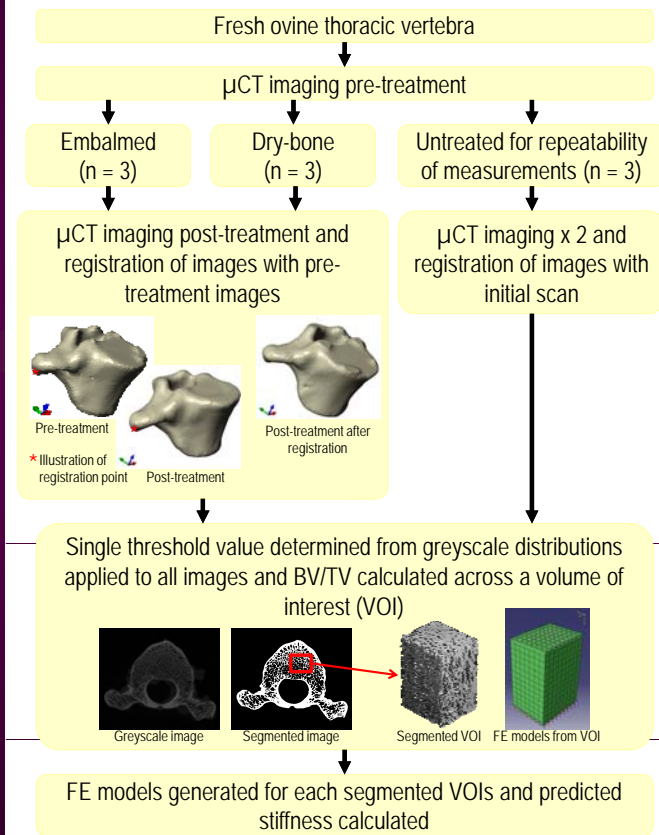 Fresh ovine thoracic vertebra
µCT imaging pre-treatment
Embalmed
(n = 3)
Dry-bone
(n = 3)
Untreated for repeatability
of measurements (n = 3)
µCT imaging post-treatment and
registration of images with pre-
treatment images
µCT imaging x 2 and
registration of images with
initial scan
Pre-treatment
* Illustration of
registration point
Post-treatment
Post-treatment after
registration
Single threshold value determined from greyscale distributions
applied to all images and BV/TV calculated across a volume of
interest (VOI)
Greyscale image
Segmented image
Segmented VOI
FE models from VOI
FE models generated for each segmented VOIs and predicted
stiffness calculated